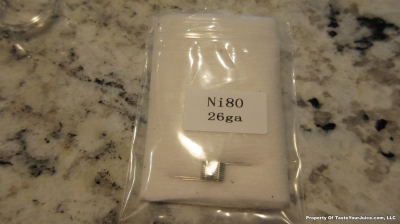 Ni80
26ga
Property Of TasteYourJuice.com, LLC